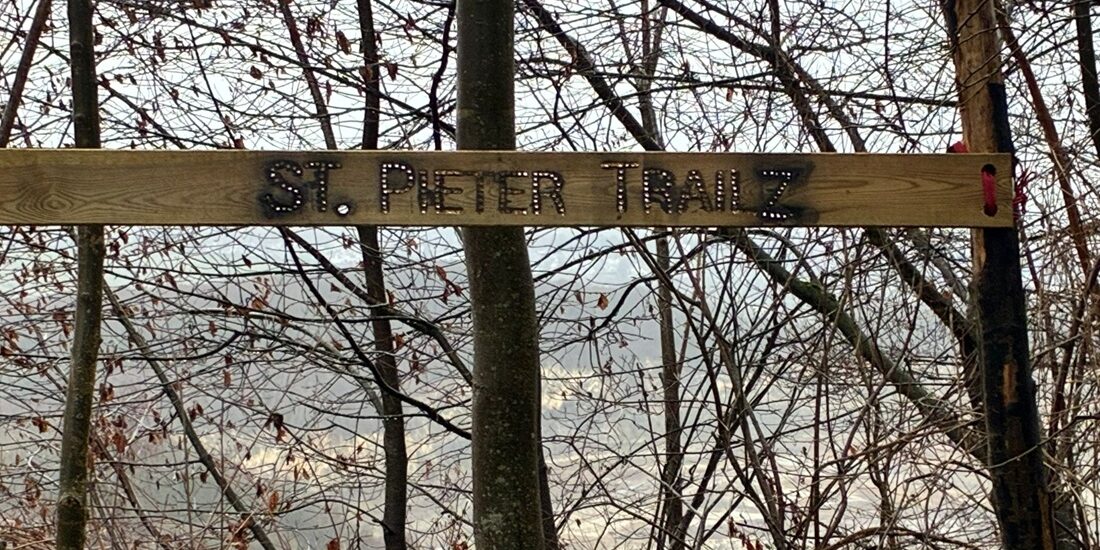 ST. PIETER TRAILZ